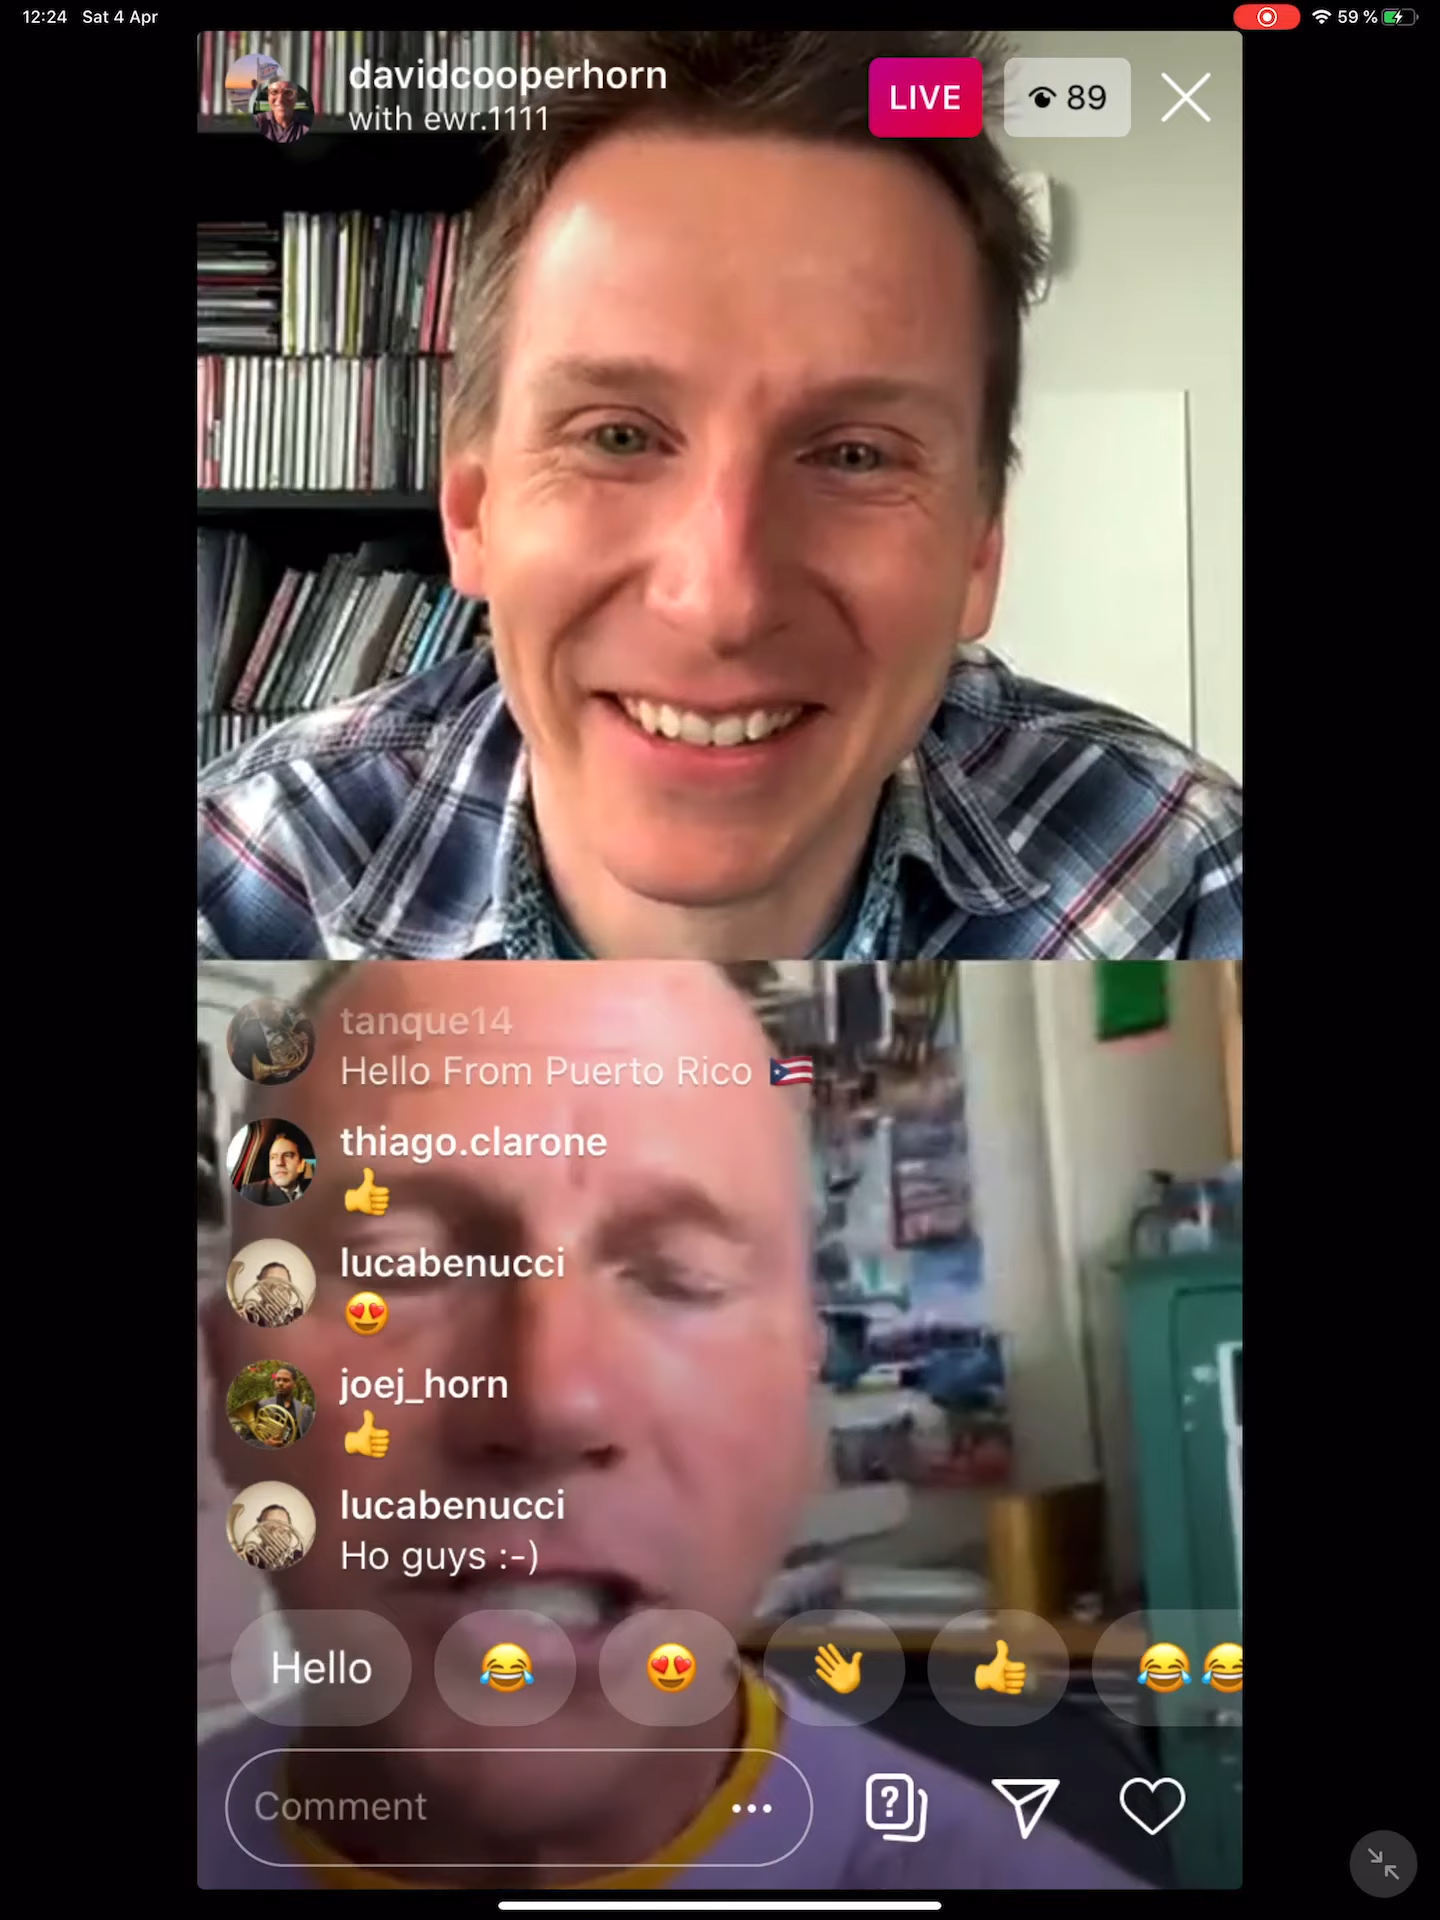 12:24 Sat 4 Apr
59 %
davidcooperhorn
with ewr.1111
LIVE
89
tanque14
Hello From Puerto Rico 🇵🇷
thiago.clarone
👍
lucabenucci
😍
joej_horn
👍
lucabenucci
Ho guys :-)
Hello 😂 😍 👋 👍 😂😂
Comment